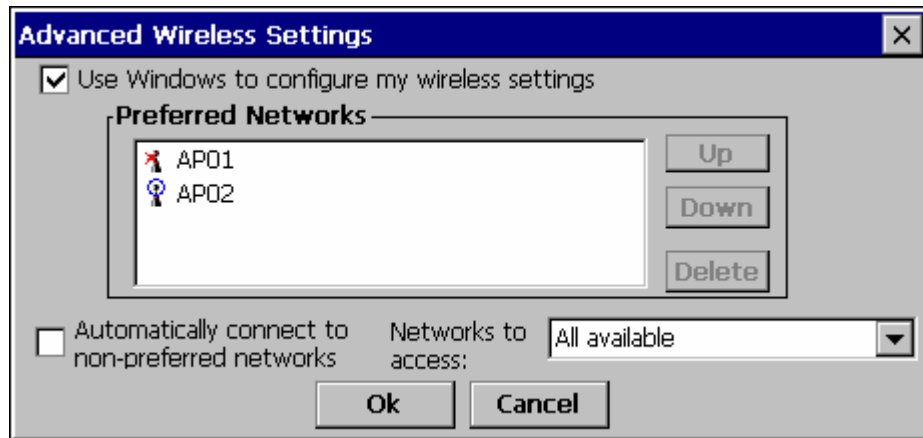 Advanced Wireless Settings
Use Windows to configure my wireless settings
Preferred Networks
AP01
AP02
Up
Down
Delete
Automatically connect to
non-preferred networks
Networks to
access:
All available
Ok
Cancel